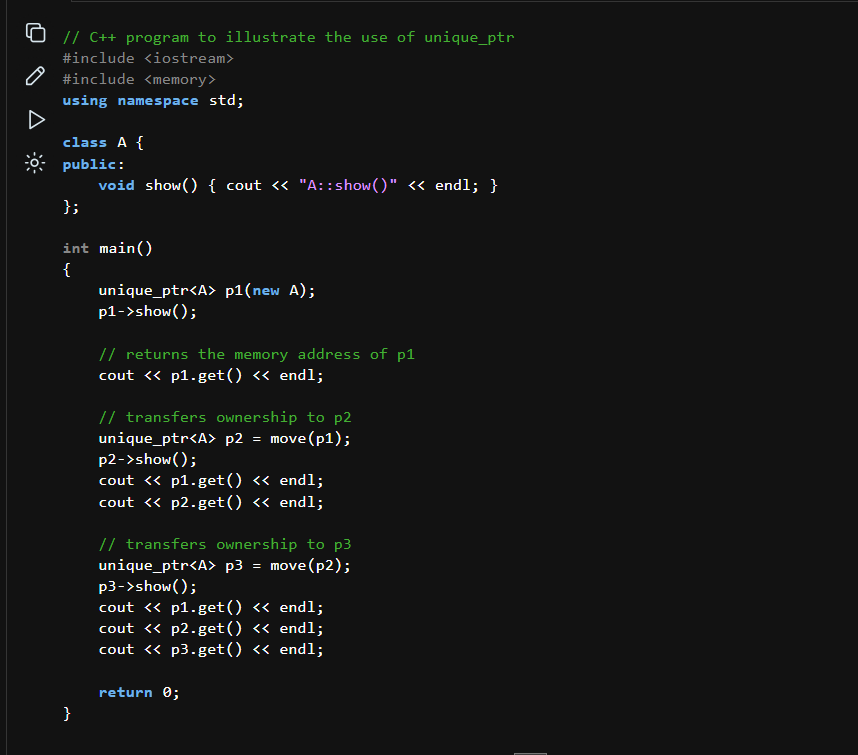 // C++ program to illustrate the use of unique_ptr
#include <iostream>
#include <memory>
using namespace std;

class A {
public:
    void show() { cout << "A::show()" << endl; }
};

int main()
{
    unique_ptr<A> p1(new A);
    p1->show();

    // returns the memory address of p1
    cout << p1.get() << endl;

    // transfers ownership to p2
    unique_ptr<A> p2 = move(p1);
    p2->show();
    cout << p1.get() << endl;
    cout << p2.get() << endl;

    // transfers ownership to p3
    unique_ptr<A> p3 = move(p2);
    p3->show();
    cout << p1.get() << endl;
    cout << p2.get() << endl;
    cout << p3.get() << endl;

    return 0;
}